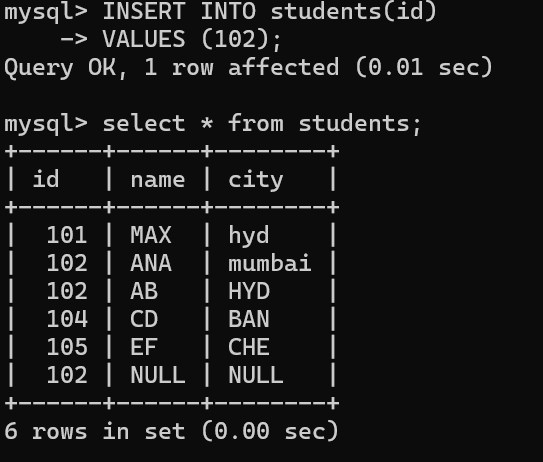 mysql> INSERT INTO students(id)
    -> VALUES (102);
Query OK, 1 row affected (0.01 sec)

mysql> select * from students;
+------+------+--------+
| id   | name | city   |
+------+------+--------+
|  101 | MAX  | hyd    |
|  102 | ANA  | mumbai |
|  102 | AB   | HYD    |
|  104 | CD   | BAN    |
|  105 | EF   | CHE    |
|  102 | NULL | NULL   |
+------+------+--------+
6 rows in set (0.00 sec)